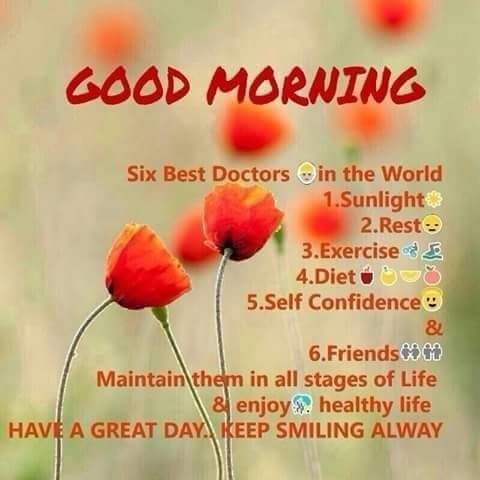 GOOD MORNING
Six Best Doctors 👴in the World
1.Sunlight☀
2.Rest😑
3.Exercise🚴🏊
4.Diet🍎🍐🍋🍑
5.Self Confidence😃
&
6.Friends👫👬
Maintain them in all stages of Life
& enjoy🐘 healthy life
HAVE A GREAT DAY.. KEEP SMILING ALWAY